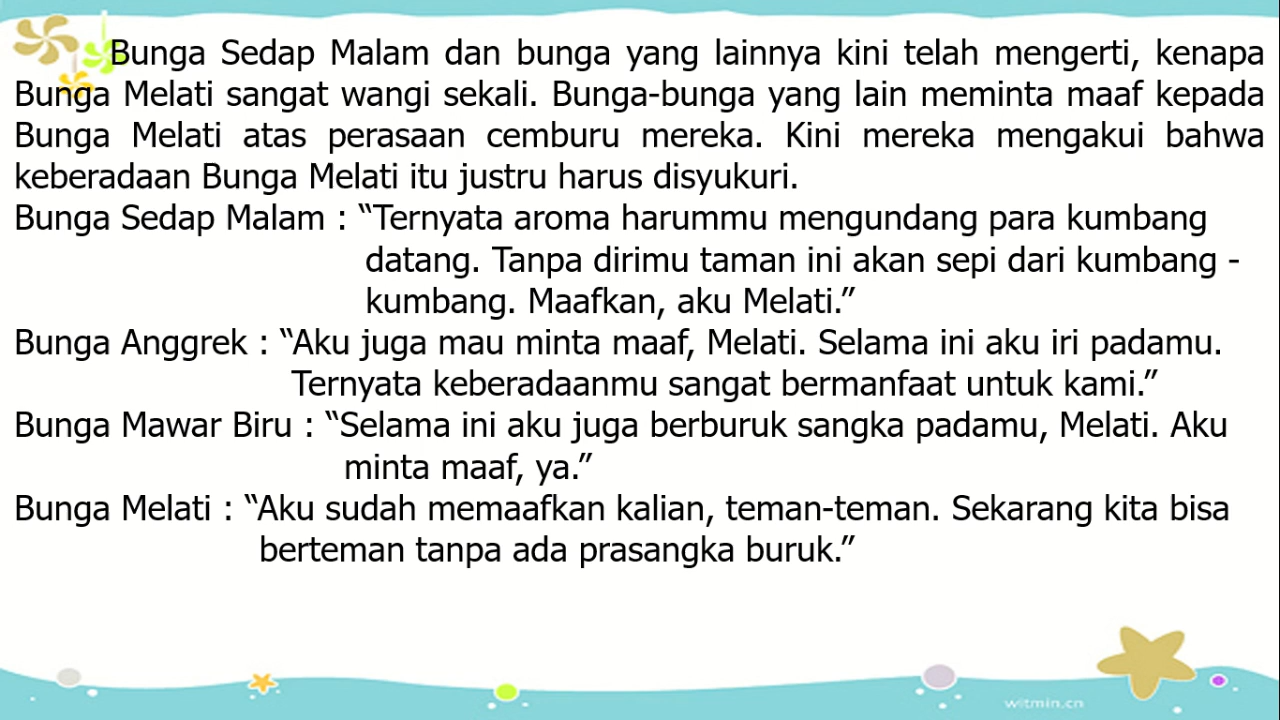 Bunga Sedap Malam dan bunga yang lainnya kini telah mengerti, kenapa
Bunga Melati sangat wangi sekali. Bunga-bunga yang lain meminta maaf kepada
Bunga Melati atas perasaan cemburu mereka. Kini mereka mengakui bahwa
keberadaan Bunga Melati itu justru harus disyukuri.
Bunga Sedap Malam : “Ternyata aroma harummu mengundang para kumbang
datang. Tanpa dirimu taman ini akan sepi dari kumbang -
kumbang. Maafkan, aku Melati.”
Bunga Anggrek : “Aku juga mau minta maaf, Melati. Selama ini aku iri padamu.
Ternyata keberadaanmu sangat bermanfaat untuk kami.”
Bunga Mawar Biru : “Selama ini aku juga berburuk sangka padamu, Melati. Aku
minta maaf, ya.”
Bunga Melati : “Aku sudah memaafkan kalian, teman-teman. Sekarang kita bisa
berteman tanpa ada prasangka buruk.”
witmin.cn